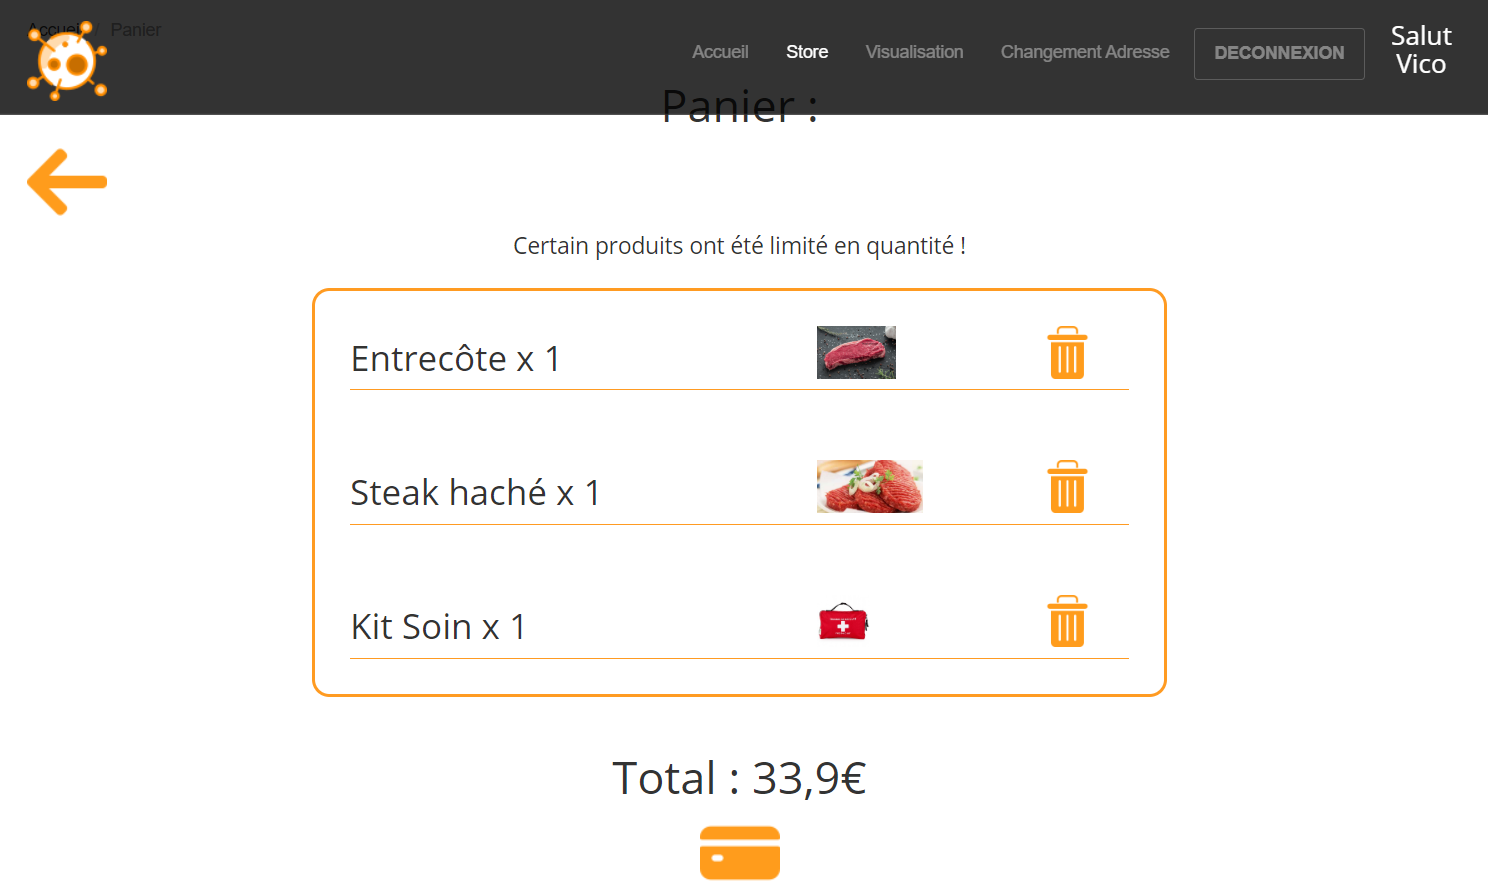 Accueil Panier
Accueil Store Visualisation Changement Adresse DECONNEXION Salut Vico
Panier :
Certain produits ont été limité en quantité !
Entrecôte x 1
Steak haché x 1
Kit Soin x 1
Total : 33,9€